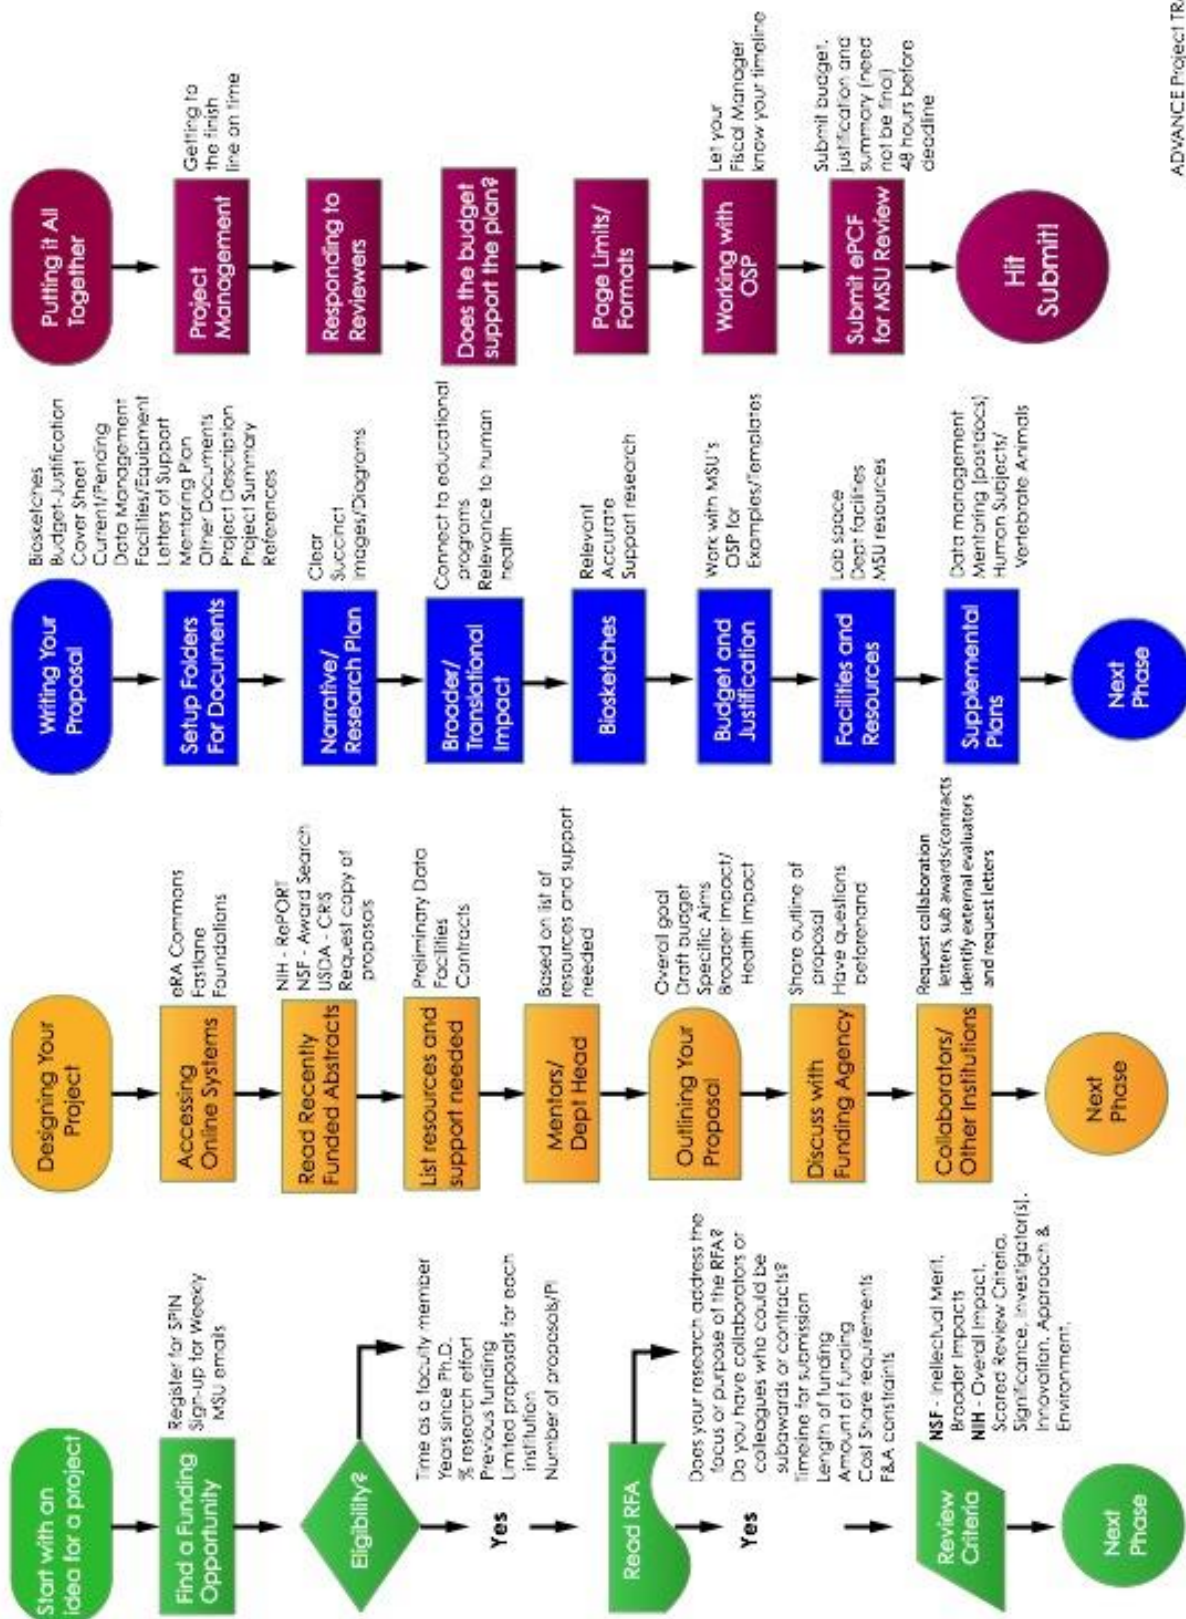 Start with an
idea for a project
Find a Funding
Opportunity
Register for SPIN
Sign-up for Weekly
MSU emails
Eligibility?
Time as a faculty member
Years since Ph.D.
% research effort
Previous funding
Limited proposals for each
institution
Number of proposals/PI
Yes
Read RFA
Does your research address the
focus or purpose of the RFA?
Do you have collaborators or
colleagues who could be
subawards or contracts?
Timeline for submission
Length of funding
Amount of funding
Cost Share requirements
F&A constraints
Yes
Review
Criteria
NSF - Inellectual Merit,
Broader Impacts
NIH - Overall Impact,
Scored Review Criteria,
Significance, Investigator(s),
Innovation, Approach &
Environment,
Next
Phase
Designing Your
Project
Accessing
Online Systems
eRA Commons
Fastlane
Foundations
Read Recently
Funded Abstracts
NIH - RePORT
NSF - Award Search
USDA - CRIS
Request copy of
proposals
List resources and
support needed
Preliminary Data
Facilities
Contracts
Mentors/
Dept Head
Based on list of
resources and support
needed
Outlining Your
Proposal
Overall goal
Draft budget
Specific Aims
Broader Impact/
Health Impact
Discuss with
Funding Agency
Share outline of
proposal
Have questions
beforehand
Collaborators/
Other Institutions
Request collaboration
letters, sub awards/contracts
Identify external evaluators
and request letters
Next
Phase
Writing Your
Proposal
Setup Folders
For Documents
Biosketches
Budget-Justification
Cover Sheet
Current/Pending
Data Management
Facilities/Equipment
Letters of Support
Mentoring Plan
Other Documents
Project Description
Project Summary
References
Narrative/
Research Plan
Clear
Succinct
Images/Diagrams
Broader/
Translational
Impact
Connect to educational
programs
Relevance to human
health
Biosketches
Relevant
Accurate
Support research
Budget and
Justification
Work with MSU's
OSP for
Examples/Templates
Facilities and
Resources
Lab space
Dept facilities
MSU resources
Supplemental
Plans
Data management
Mentoring (postdocs)
Human Subjects/
Vertebrate Animals
Next
Phase
Putting it All
Together
Project
Management
Getting to
the finish
line on time
Responding to
Reviewers
Does the budget
support the plan?
Page Limits/
Formats
Working with
OSP
Let your
Fiscal Manager
know your timeline
Submit ePCF
for MSU Review
Submit budget,
justification and
summary (need
not be final)
48 hours before
deadline
Hit
Submit!
ADVANCE Project